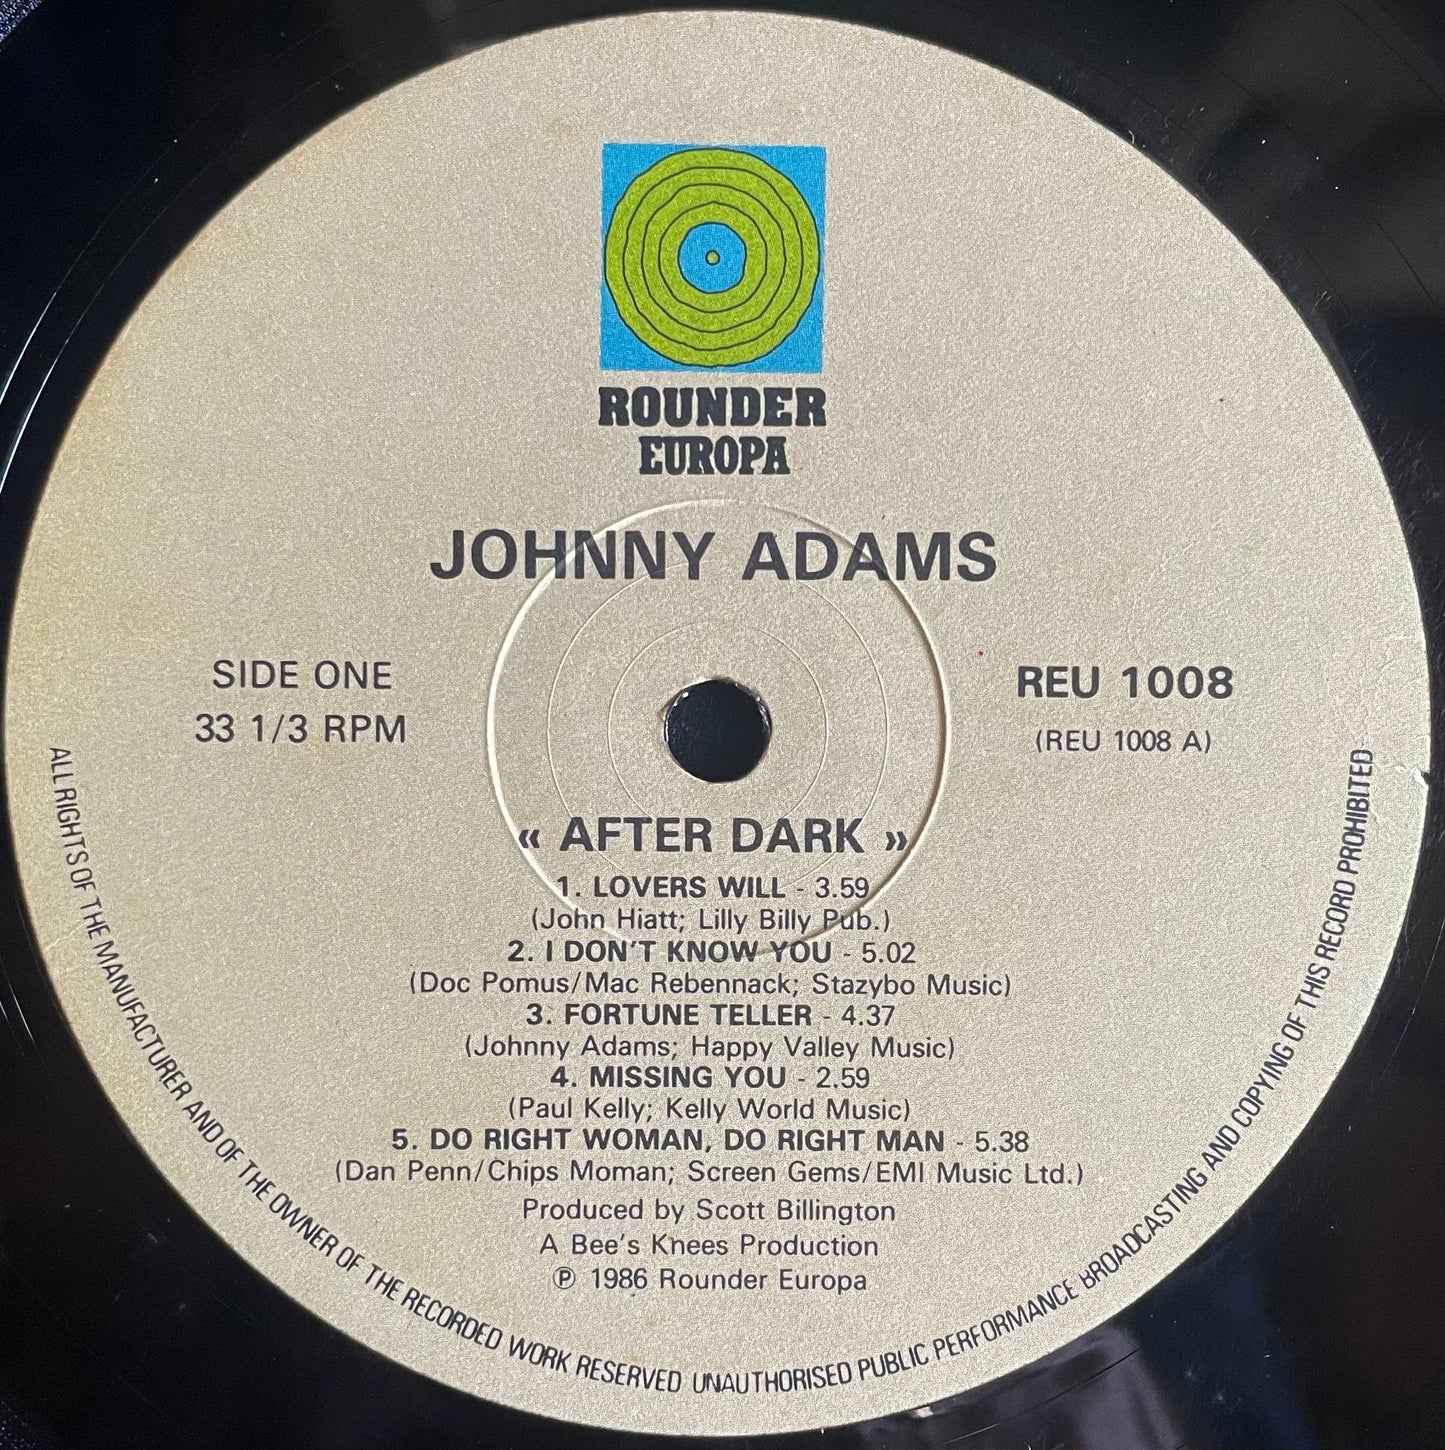 ROUNDER
EUROPA
JOHNNY ADAMS
SIDE ONE
33 1/3 RPM
REU 1008
(REU 1008 A)
« AFTER DARK »
1. LOVERS WILL - 3.59
(John Hiatt; Lilly Billy Pub.)
2. I DON'T KNOW YOU - 5.02
(Doc Pomus/Mac Rebennack; Stazybo Music)
3. FORTUNE TELLER - 4.37
(Johnny Adams; Happy Valley Music)
4. MISSING YOU - 2.59
(Paul Kelly; Kelly World Music)
5. DO RIGHT WOMAN, DO RIGHT MAN - 5.38
(Dan Penn/Chips Moman; Screen Gems/EMI Music Ltd.)
Produced by Scott Billington
A Bee's Knees Production
℗ 1986 Rounder Europa
ALL RIGHTS OF THE MANUFACTURER AND OF THE OWNER OF THE RECORDED WORK RESERVED UNAUTHORISED PUBLIC PERFORMANCE BROADCASTING AND COPYING OF THIS RECORD PROHIBITED